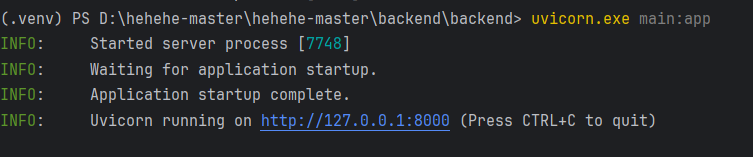 (.venv) PS D:\hehehe-master\hehehe-master\backend\backend> uvicorn.exe main:app
INFO:     Started server process [7748]
INFO:     Waiting for application startup.
INFO:     Application startup complete.
INFO:     Uvicorn running on http://127.0.0.1:8000 (Press CTRL+C to quit)